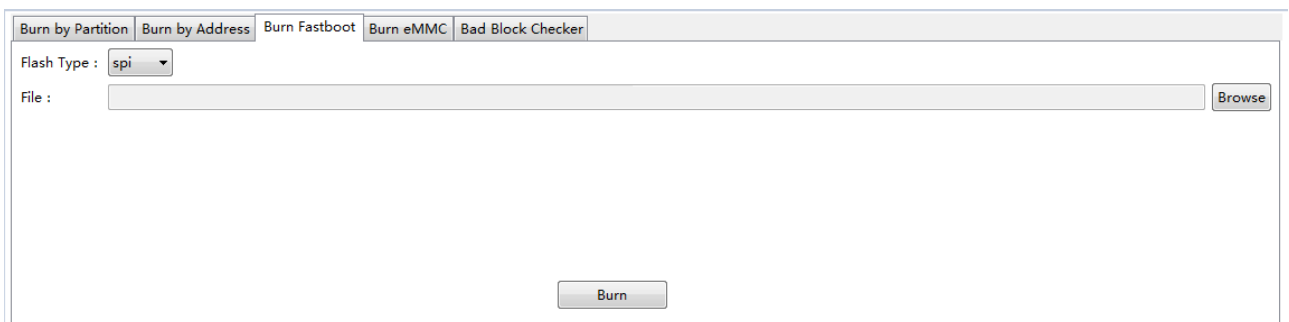 Burn by Partition Burn by Address Burn Fastboot Burn eMMC Bad Block Checker
Flash Type : spi
File : Browse
Burn